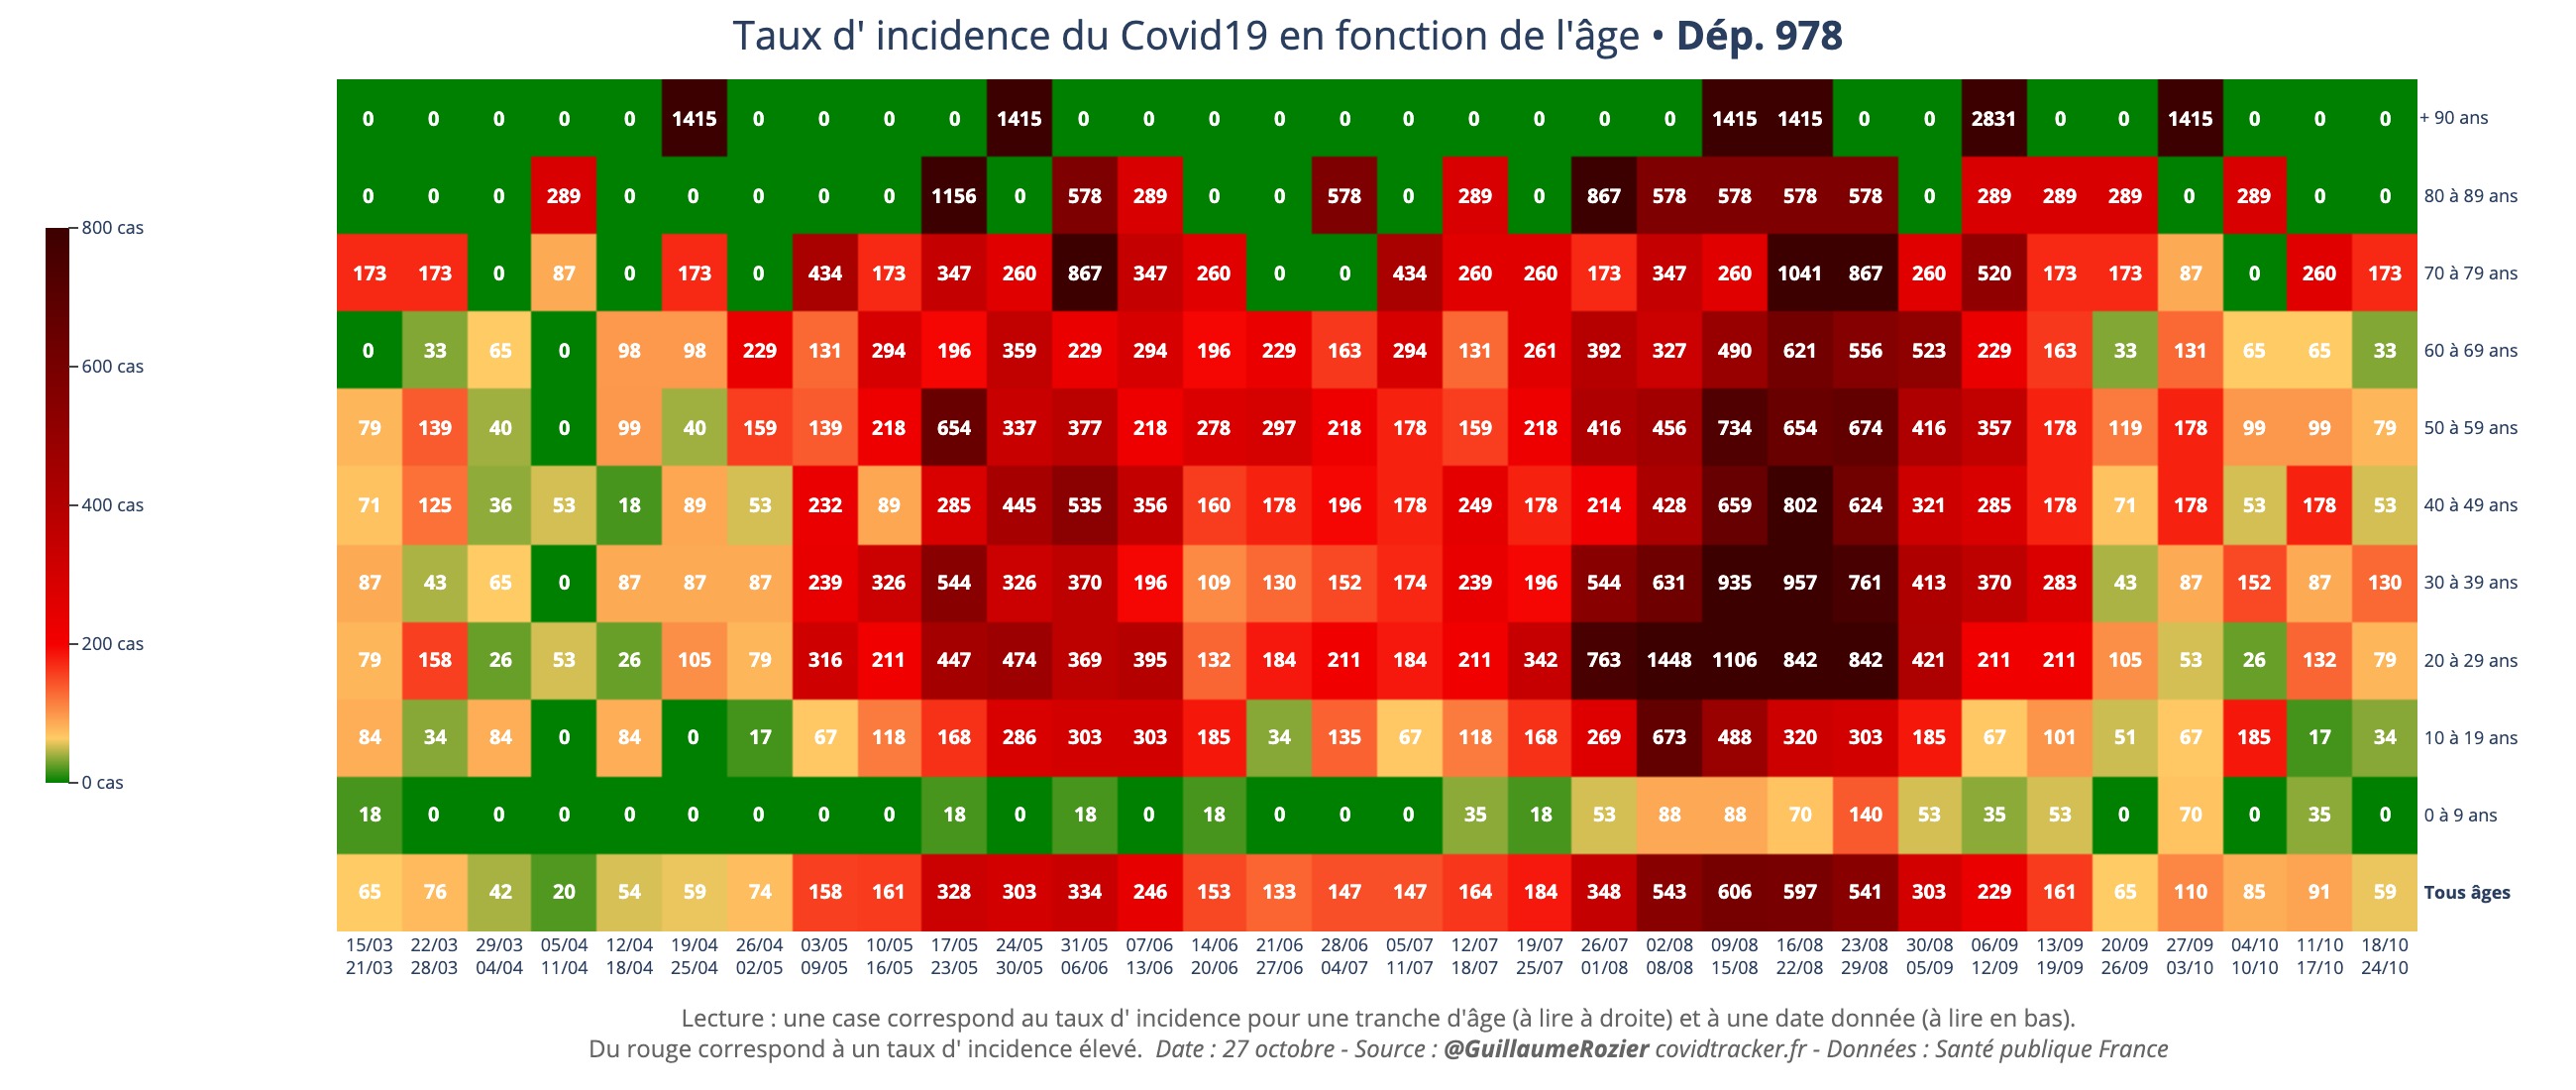 Taux d' incidence du Covid19 en fonction de l'âge • Dép. 978
800 cas
600 cas
400 cas
200 cas
0 cas
0 0 0 0 0 1415 0 0 0 0 1415 0 0 0 0 0 0 0 0 0 0 1415 1415 0 0 2831 0 0 1415 0 0 0 + 90 ans
0 0 0 289 0 0 0 0 0 1156 0 578 289 0 0 578 0 289 0 867 578 578 578 578 0 289 289 289 0 289 0 0 80 à 89 ans
173 173 0 87 0 173 0 434 173 347 260 867 347 260 0 0 434 260 260 173 347 260 1041 867 260 520 173 173 87 0 260 173 70 à 79 ans
0 33 65 0 98 98 229 131 294 196 359 229 294 196 229 163 294 131 261 392 327 490 621 556 523 229 163 33 131 65 65 33 60 à 69 ans
79 139 40 0 99 40 159 139 218 654 337 377 218 278 297 218 178 159 218 416 456 734 654 674 416 357 178 119 178 99 99 79 50 à 59 ans
71 125 36 53 18 89 53 232 89 285 445 535 356 160 178 196 178 249 178 214 428 659 802 624 321 285 178 71 178 53 178 53 40 à 49 ans
87 43 65 0 87 87 87 239 326 544 326 370 196 109 130 152 174 239 196 544 631 935 957 761 413 370 283 43 87 152 87 130 30 à 39 ans
79 158 26 53 26 105 79 316 211 447 474 369 395 132 184 211 184 211 342 763 1448 1106 842 842 421 211 211 105 53 26 132 79 20 à 29 ans
84 34 84 0 84 0 17 67 118 168 286 303 303 185 34 135 67 118 168 269 673 488 320 303 185 67 101 51 67 185 17 34 10 à 19 ans
18 0 0 0 0 0 0 0 0 18 0 18 0 18 0 0 0 35 18 53 88 88 70 140 53 35 53 0 70 0 35 0 0 à 9 ans
65 76 42 20 54 59 74 158 161 328 303 334 246 153 133 147 147 164 184 348 543 606 597 541 303 229 161 65 110 85 91 59 Tous âges
15/03 22/03 29/03 05/04 12/04 19/04 26/04 03/05 10/05 17/05 24/05 31/05 07/06 14/06 21/06 28/06 05/07 12/07 19/07 26/07 02/08 09/08 16/08 23/08 30/08 06/09 13/09 20/09 27/09 04/10 11/10 18/10
21/03 28/03 04/04 11/04 18/04 25/04 02/05 09/05 16/05 23/05 30/05 06/06 13/06 20/06 27/06 04/07 11/07 18/07 25/07 01/08 08/08 15/08 22/08 29/08 05/09 12/09 19/09 26/09 03/10 10/10 17/10 24/10
Lecture : une case correspond au taux d' incidence pour une tranche d'âge (à lire à droite) et à une date donnée (à lire en bas).
Du rouge correspond à un taux d' incidence élevé. Date : 27 octobre - Source : @GuillaumeRozier covidtracker.fr - Données : Santé publique France